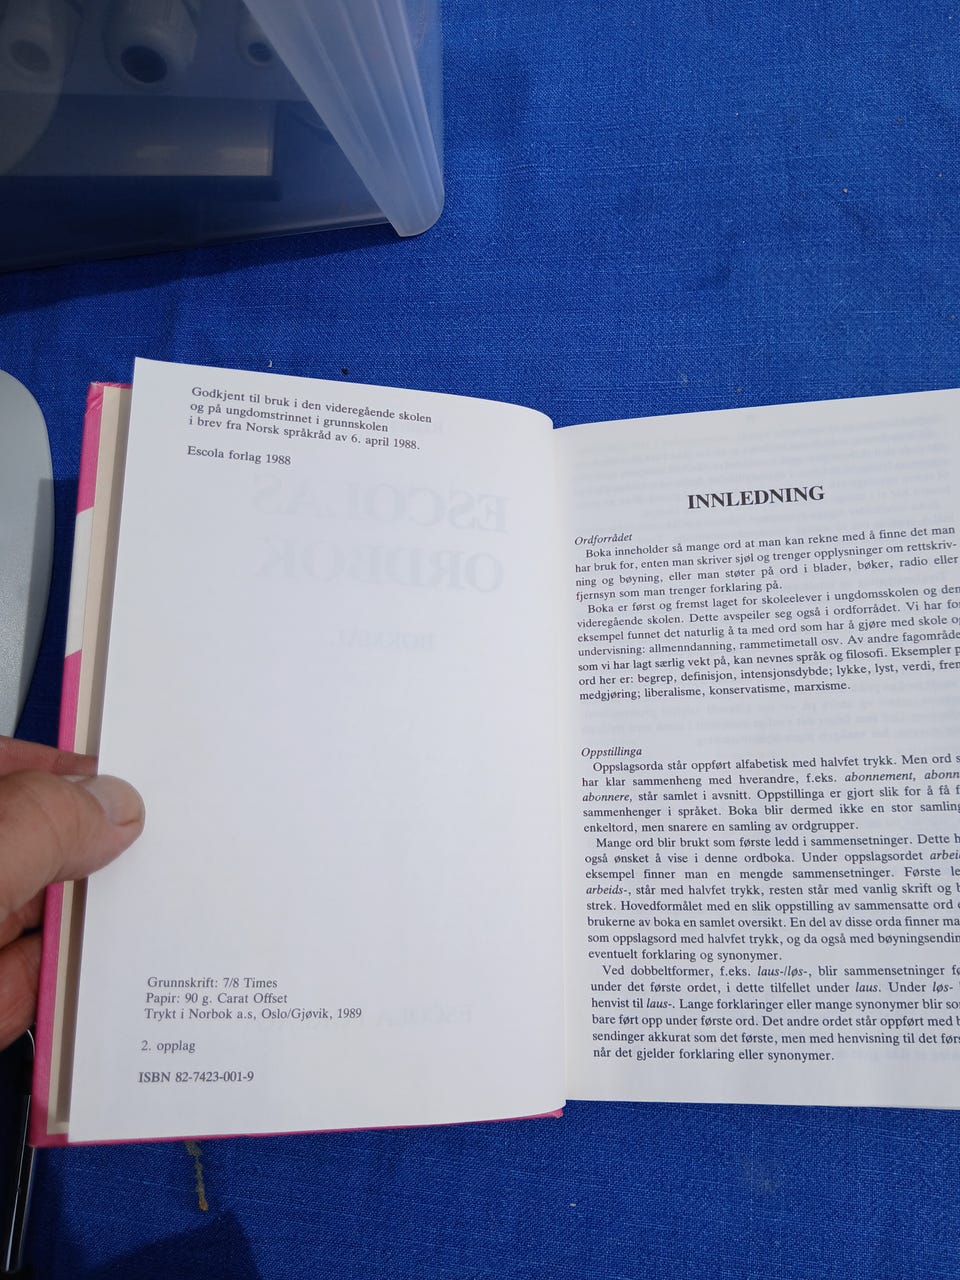 Godkjent til bruk i den videregående skolen
og på ungdomstrinnet i grunnskolen
i brev fra Norsk språkråd av 6. april 1988.
Escola forlag 1988
Grunnskrift: 7/8 Times
Papir: 90 g. Carat Offset
Trykt i Norbok a.s, Oslo/Gjøvik, 1989
2. opplag
ISBN 82-7423-001-9
INNLEDNING
Ordforrådet
Boka inneholder så mange ord at man kan rekne med å finne det man
har bruk for, enten man skriver sjøl og trenger opplysninger om rettskriv-
ning og bøyning, eller man støter på ord i blader, bøker, radio eller
fjernsyn som man trenger forklaring på.
Boka er først og fremst laget for skoleelever i ungdomsskolen og den
videregående skolen. Dette avspeiler seg også i ordforrådet. Vi har for
eksempel funnet det naturlig å ta med ord som har å gjøre med skole og
undervisning: allmenndanning, rammetimetall osv. Av andre fagområde
som vi har lagt særlig vekt på, kan nevnes språk og filosofi. Eksempler p
ord her er: begrep, definisjon, intensjonsdybde; lykke, lyst, verdi, frem
medgjøring; liberalisme, konservatisme, marxisme.
Oppstillinga
Oppslagsorda står oppført alfabetisk med halvfet trykk. Men ord s
har klar sammenheng med hverandre, f.eks. abonnement, abonn
abonnere, står samlet i avsnitt. Oppstillinga er gjort slik for å få f
sammenhenger i språket. Boka blir dermed ikke en stor samling
enkeltord, men snarere en samling av ordgrupper.
Mange ord blir brukt som første ledd i sammensetninger. Dette h
også ønsket å vise i denne ordboka. Under oppslagsordet arbei
eksempel finner man en mengde sammensetninger. Første le
arbeids-, står med halvfet trykk, resten står med vanlig skrift og b
strek. Hovedformålet med en slik oppstilling av sammensatte ord e
brukerne av boka en samlet oversikt. En del av disse orda finner ma
som oppslagsord med halvfet trykk, og da også med bøyningsendin
eventuelt forklaring og synonymer.
Ved dobbeltformer, f.eks. laus-/løs-, blir sammensetninger fø
under det første ordet, i dette tilfellet under laus. Under løs-
henvist til laus-. Lange forklaringer eller mange synonymer blir so
bare ført opp under første ord. Det andre ordet står oppført med b
sendinger akkurat som det første, men med henvisning til det førs
når det gjelder forklaring eller synonymer.